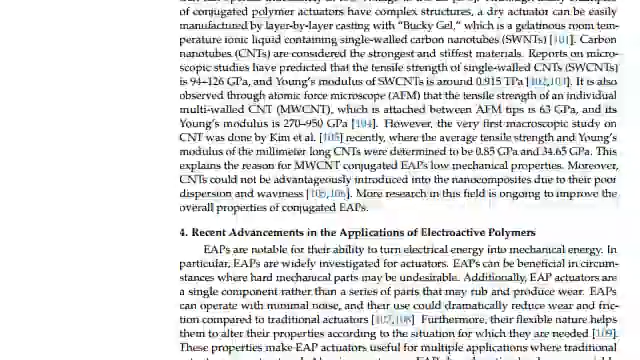 of conjugated polymer actuators have complex structures, a dry actuator can be easily
manufactured by layer-by-layer casting with “Bucky Gel,” which is a gelatinous room tem-
perature ionic liquid containing single-walled carbon nanotubes (SWNTs) [101]. Carbon
nanotubes (CNTs) are considered the strongest and stiffest materials. Reports on micro-
scopic studies have predicted that the tensile strength of single-walled CNTs (SWCNTs)
is 94–126 GPa, and Young’s modulus of SWCNTs is around 0.915 TPa [102,103]. It is also
observed through atomic force microscope (AFM) that the tensile strength of an individual
multi-walled CNT (MWCNT), which is attached between AFM tips is 63 GPa, and its
Young’s modulus is 270–950 GPa [104]. However, the very first macroscopic study on
CNT was done by Kim et al. [105] recently, where the average tensile strength and Young’s
modulus of the millimeter long CNTs were determined to be 0.85 GPa and 34.65 GPa. This
explains the reason for MWCNT conjugated EAPs low mechanical properties. Moreover,
CNTs could not be advantageously introduced into the nanocomposites due to their poor
dispersion and waviness [105,106]. More research in this field is ongoing to improve the
overall properties of conjugated EAPs.
4. Recent Advancements in the Applications of Electroactive Polymers
EAPs are notable for their ability to turn electrical energy into mechanical energy. In
particular, EAPs are widely investigated for actuators. EAPs can be beneficial in circum-
stances where hard mechanical parts may be undesirable. Additionally, EAP actuators are
a single component rather than a series of parts that may rub and produce wear. EAPs
can operate with minimal noise, and their use could dramatically reduce wear and fric-
tion compared to traditional actuators [107,108]. Furthermore, their flexible nature helps
them to alter their properties according to the situation for which they are needed [109].
These properties make EAP actuators useful for multiple applications where traditional